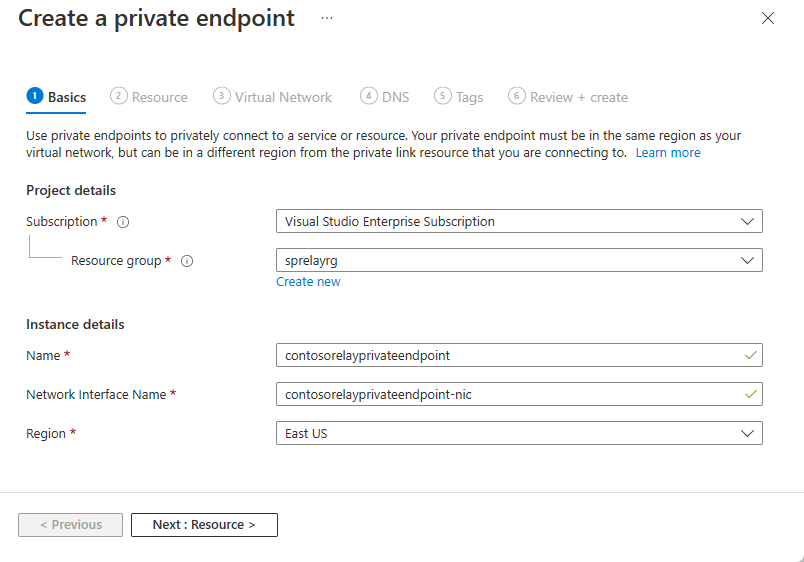 Create a private endpoint ...
1 Basics 2 Resource 3 Virtual Network 4 DNS 5 Tags 6 Review + create
Use private endpoints to privately connect to a service or resource. Your private endpoint must be in the same region as your
virtual network, but can be in a different region from the private link resource that you are connecting to. Learn more
Project details
Subscription * Visual Studio Enterprise Subscription
Resource group * sprelayrg
Create new
Instance details
Name * contosorelayprivateendpoint
Network Interface Name * contosorelayprivateendpoint-nic
Region * East US
< Previous Next : Resource >